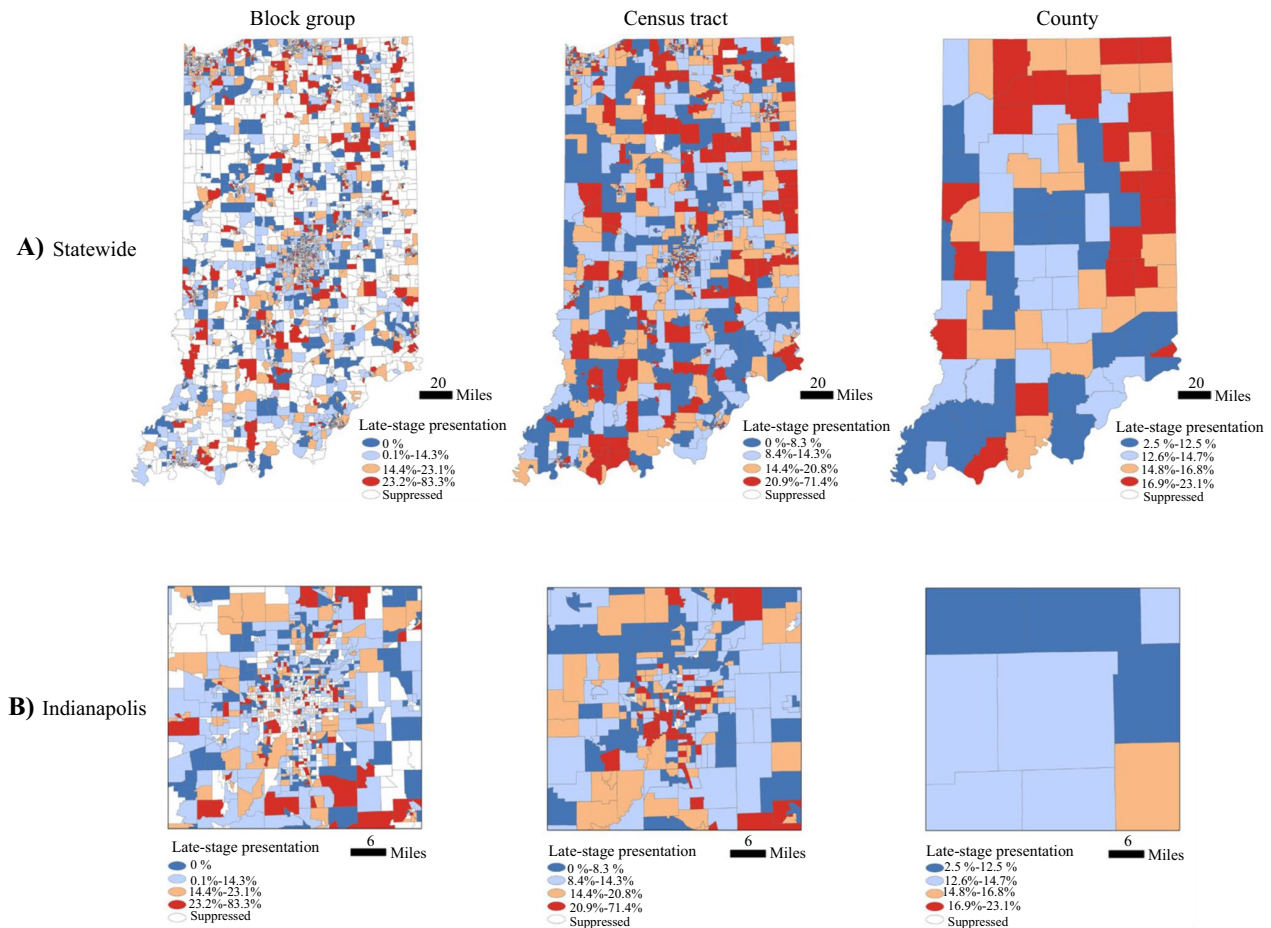 Block group
Census tract
County
A) Statewide
20
Miles
Late-stage presentation
0 %
0.1%-14.3%
14.4%-23.1%
23.2%-83.3%
Suppressed
20
Miles
Late-stage presentation
0 %-8.3 %
8.4%-14.3%
14.4%-20.8%
20.9%-71.4%
Suppressed
20
Miles
Late-stage presentation
2.5 %-12.5 %
12.6%-14.7%
14.8%-16.8%
16.9%-23.1%
Suppressed
B) Indianapolis
6
Miles
Late-stage presentation
0 %
0.1%-14.3%
14.4%-23.1%
23.2%-83.3%
Suppressed
6
Miles
Late-stage presentation
0 %-8.3 %
8.4%-14.3%
14.4%-20.8%
20.9%-71.4%
Suppressed
6
Miles
Late-stage presentation
2.5 %-12.5 %
12.6%-14.7%
14.8%-16.8%
16.9%-23.1%
Suppressed